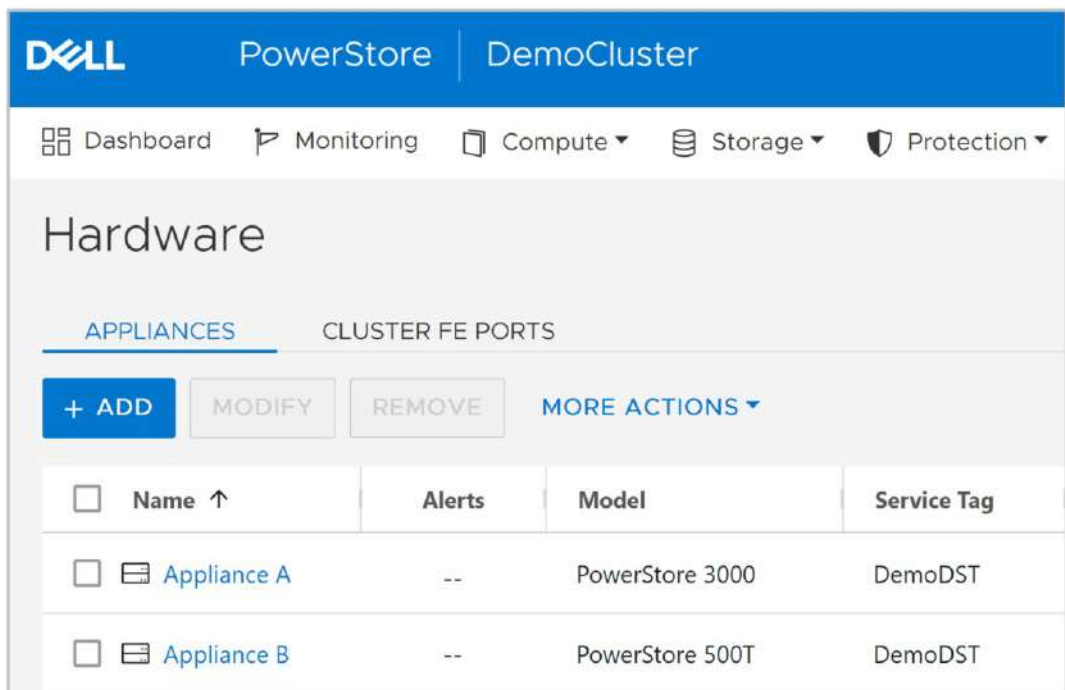 DELL PowerStore DemoCluster
Dashboard Monitoring Compute Storage Protection
Hardware
APPLIANCES CLUSTER FE PORTS
+ ADD MODIFY REMOVE MORE ACTIONS
Name ↑ Alerts Model Service Tag
Appliance A -- PowerStore 3000 DemoDST
Appliance B -- PowerStore 500T DemoDST